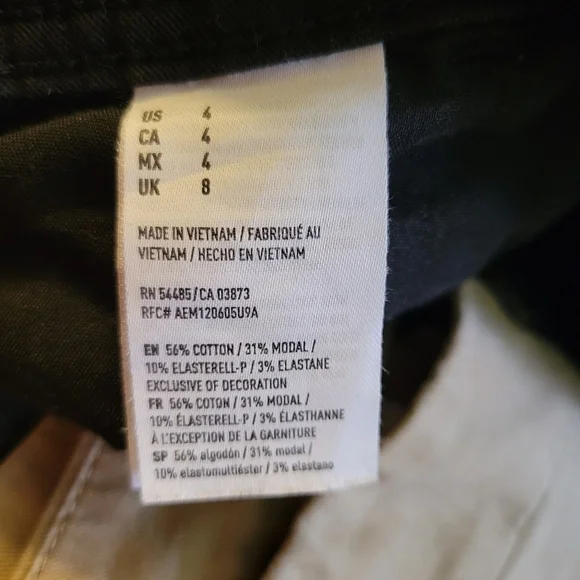 US 4
CA 4
MX 4
UK 8
MADE IN VIETNAM / FABRIQUÉ AU
VIETNAM / HECHO EN VIETNAM
RN 54485/CA 03873
RFC# AEM120605U9A
EN 56% COTTON / 31% MODAL /
10% ELASTERELL-P / 3% ELASTANE
EXCLUSIVE OF DECORATION
FR 56% COTON / 31% MODAL /
10% ÉLASTERELL-P / 3% ÉLASTHANNE
À L'EXCEPTION DE LA GARNITURE
SP 56% algodón / 31% modal /
10% elastomultiéster / 3% elastano